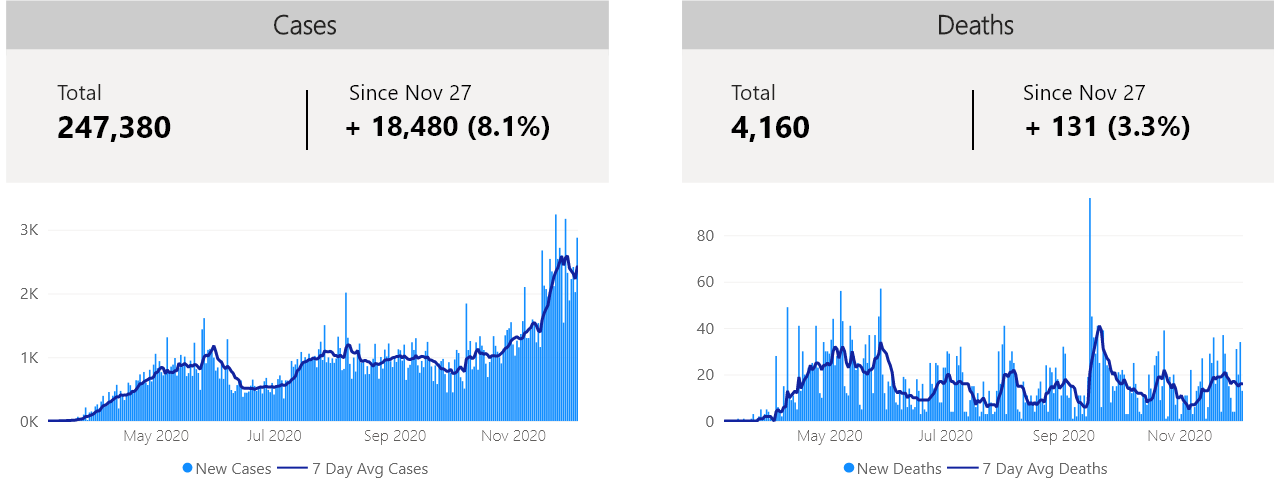 Cases
Total
247,380
Since Nov 27
+ 18,480 (8.1%)
3K
2K
1K
0K
May 2020
Jul 2020
Sep 2020
Nov 2020
New Cases
7 Day Avg Cases
Deaths
Total
4,160
Since Nov 27
+ 131 (3.3%)
80
60
40
20
0
May 2020
Jul 2020
Sep 2020
Nov 2020
New Deaths
7 Day Avg Deaths